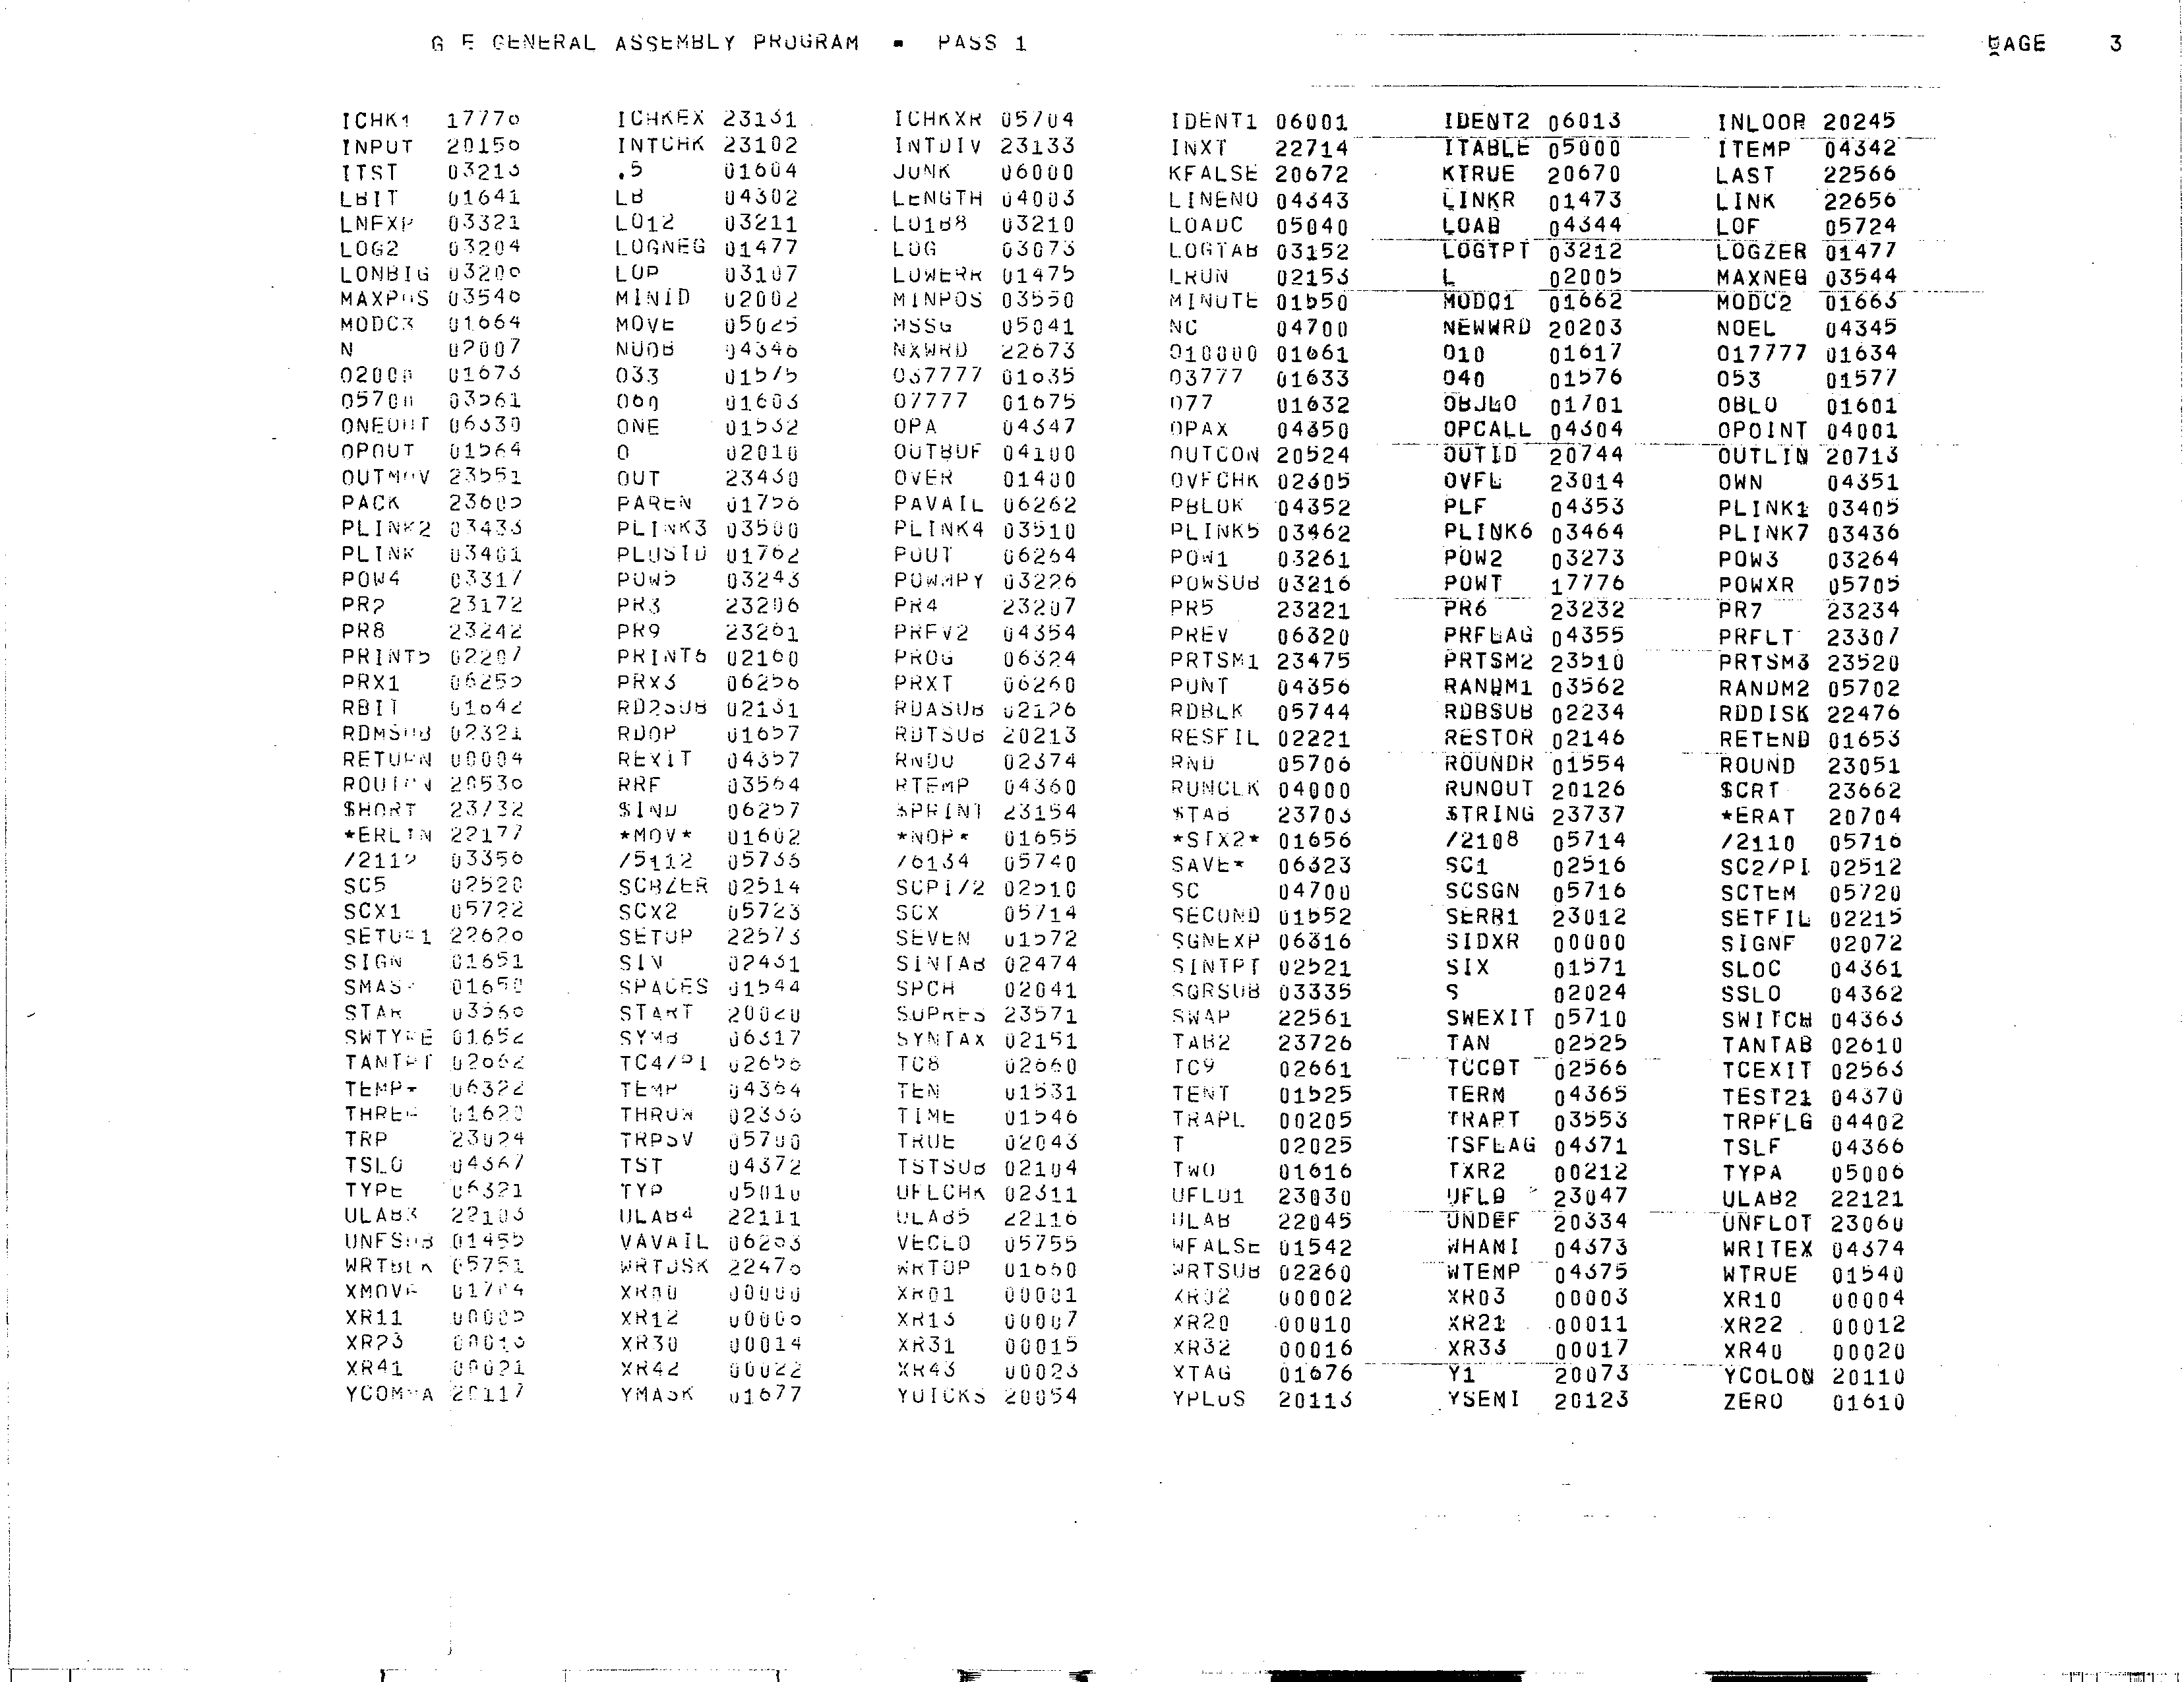 G E GENERAL ASSEMBLY PROGRAM - PASS 1 PAGE 3
ICHK1 17770 ICHKEX 23131 ICHKXR 05704 IDENT1 06001 IDENT2 06013 INLOOP 20245
INPUT 20150 INTCHK 23102 INTDIV 23133 INXT 22714 ITABLE 05000 ITEMP 04342
ITST 03213 .5 01604 JUNK 06000 KFALSE 20672 KTRUE 20670 LAST 22566
LBIT 01641 LB 04302 LENGTH 04003 LINENO 04343 LINKR 01473 LINK 22656
LNEXP 03321 LO12 03211 LO1B8 03210 LOADC 05040 LOAD 04344 LOF 05724
LOG2 03204 LOGNEG 01477 LOG 03073 LOGTAB 03152 LOGTPT 03212 LOGZER 01477
LONBIG 03200 LOP 03107 LOWERR 01475 LRUN 02153 L 02005 MAXNEG 03544
MAXPOS 03546 MINID 02002 MINPOS 03550 MINUTE 01550 MODC1 01662 MODC2 01663
MODC3 01664 MOVE 05025 MSSG 05041 NC 04700 NEWWRD 20203 NOEL 04345
N 02007 NUOB 04346 NXWRD 22673 O10000 01661 O10 01617 O17777 01634
O2000 01673 O33 01575 O37777 01635 O3777 01633 O40 01576 O53 01577
O5700 03561 O60 01603 O7777 01675 O77 01632 OBJLO 01701 OBLO 01601
ONEOUT 06330 ONE 01532 OPA 04347 OPAX 04350 OPCALL 04304 OPOINT 04001
OPOUT 01564 O 02010 OUTBUF 04100 OUTCON 20524 OUTID 20744 OUTLIN 20713
OUTMOV 23551 OUT 23430 OVER 01400 OVFCHK 02305 OVFL 23014 OWN 04351
PACK 23605 PAREN 01756 PAVAIL 06262 PBLOK 04352 PLF 04353 PLINK1 03405
PLINK2 03433 PLINK3 03500 PLINK4 03510 PLINK5 03462 PLINK6 03464 PLINK7 03436
PLINK 03401 PLUSID 01762 POUT 06264 POW1 03261 POW2 03273 POW3 03264
POW4 03317 POW5 03243 POWMPY 03226 POWSUB 03216 POWT 17776 POWXR 05705
PR2 23172 PR3 23206 PR4 23207 PR5 23221 PR6 23232 PR7 23234
PR8 23242 PR9 23261 PREV2 04354 PREV 06320 PRFLAG 04355 PRFLT 23307
PRINT5 02207 PRINT6 02160 PROG 06324 PRTSM1 23475 PRTSM2 23510 PRTSM3 23520
PRX1 06255 PRX3 06256 PRXT 06260 PUNT 04356 RANDM1 03562 RANDM2 05702
RBIT 01642 RD2SUB 02131 RDASUB 02126 RDBLK 05744 RDBSUB 02234 RDDISK 22476
RDMSUB 02321 RDOP 01657 RDTSUB 20213 RESFIL 02221 RESTOR 02146 RETEND 01653
RETURN 00004 REXIT 04357 RNDU 02374 RND 05706 ROUNDR 01554 ROUND 23051
20530 RRF 03564 RTEMP 04360 RUNCLK 04000 RUNOUT 20126 $CRT 23662
$HORT 23732 $IND 06257 $PRINT 23154 $TAB 23703 $TRING 23737 *ERAT 20704
*ERLIN 22177 *MOV* 01602 *NOP* 01655 *STX2* 01656 /2108 05714 /2110 05716
/2112 03356 /5112 05735 /6134 05740 SAVE* 06323 SC1 02516 SC2/PI 02512
SC5 02520 SCRZER 02514 SCPI/2 02510 SC 04700 SCSGN 05716 SCTEM 05720
SCX1 05722 SCX2 05723 SCX 05714 SECOND 01552 SERR1 23012 SETFIL 02215
22620 SETUP 22573 SEVEN 01572 SGNEXP 06316 SIDXR 00000 SIGNF 02072
SIGN 01651 SIN 02431 SINTAB 02474 SINTPT 02521 SIX 01571 SLOC 04361
01650 SPACES 01544 SPCH 02041 SQRSUB 03335 S 02024 SSLO 04362
STAR 03560 START 20020 SUPRES 23571 SWAP 22561 SWEXIT 05710 SWITCH 04363
SWTYPE 01652 SYMB 06317 SYNTAX 02151 TAB2 23726 TAN 02525 TANTAB 02610
TANTPT 02662 TC4/PI 02656 TC8 02660 TC9 02661 TCCOT 02566 TCEXIT 02563
TEMP* 06322 TEMP 04364 TEN 01531 TENT 01525 TERM 04365 TEST21 04370
THREE 01620 THRUW 02336 TIME 01546 TRAPL 00205 TRAPT 03553 TRPFLG 04402
TRP 23024 TRPSV 05700 TRUE 02043 T 02025 TSFLAG 04371 TSLF 04366
TSLO 04367 TST 04372 TSTSUB 02104 TWO 01616 TXR2 00212 TYPA 05006
TYPE 06321 TYP 05010 UFLCHK 02311 UFLO1 23030 UFLO 23047 ULAB2 22121
ULAB3 22103 ULAB4 22111 ULAB5 22116 ULAB 22045 UNDEF 20334 UNFLOT 23060
UNFSUB 01455 VAVAIL 06263 VECLO 05755 WFALSE 01542 WHAMI 04373 WRITEX 04374
WRTBLK 05751 WRTDSK 22475 WRTOP 01660 WRTSUB 02260 WTEMP 04375 WTRUE 01540
XMOVE 01704 XR00 00000 XR01 00001 XR02 00002 XR03 00003 XR10 00004
XR11 00005 XR12 00006 XR13 00007 XR20 00010 XR21 00011 XR22 00012
XR23 00013 XR30 00014 XR31 00015 XR32 00016 XR33 00017 XR40 00020
XR41 00021 XR42 00022 XR43 00023 XTAG 01676 Y1 20073 YCOLON 20110
YCOMMA 20117 YMASK 01677 YUICKS 20054 YPLUS 20113 YSEMI 20123 ZERO 01610